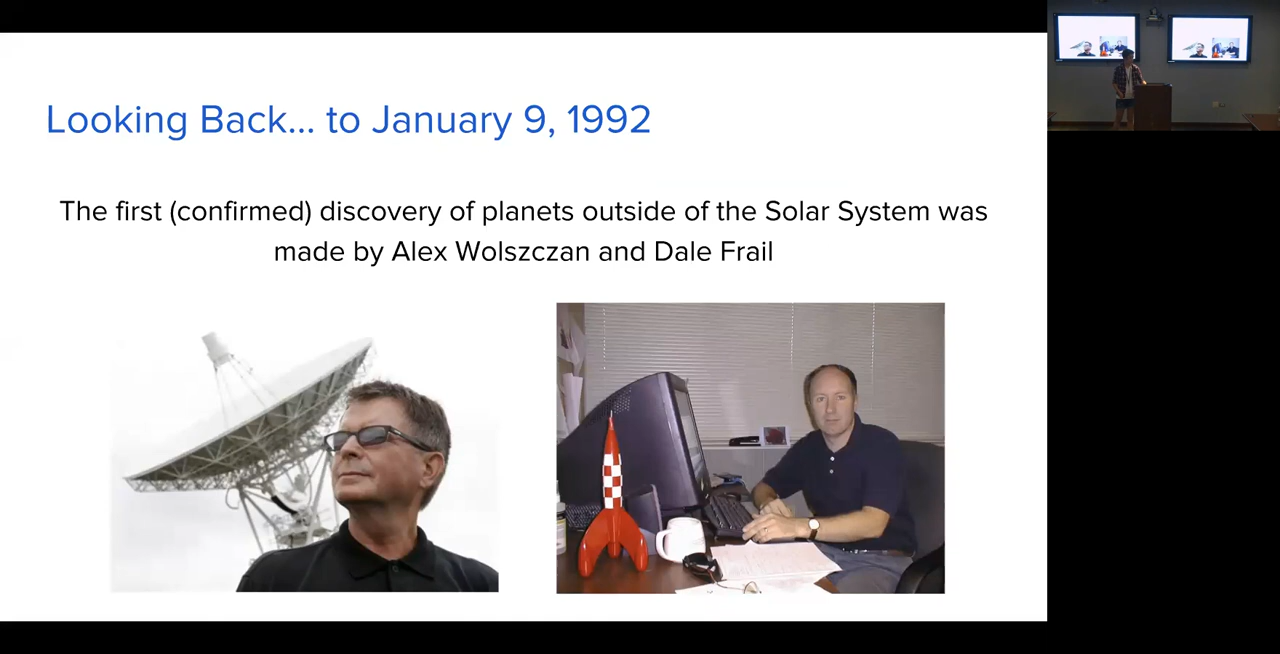 Looking Back... to January 9, 1992
The first (confirmed) discovery of planets outside of the Solar System was
made by Alex Wolszczan and Dale Frail